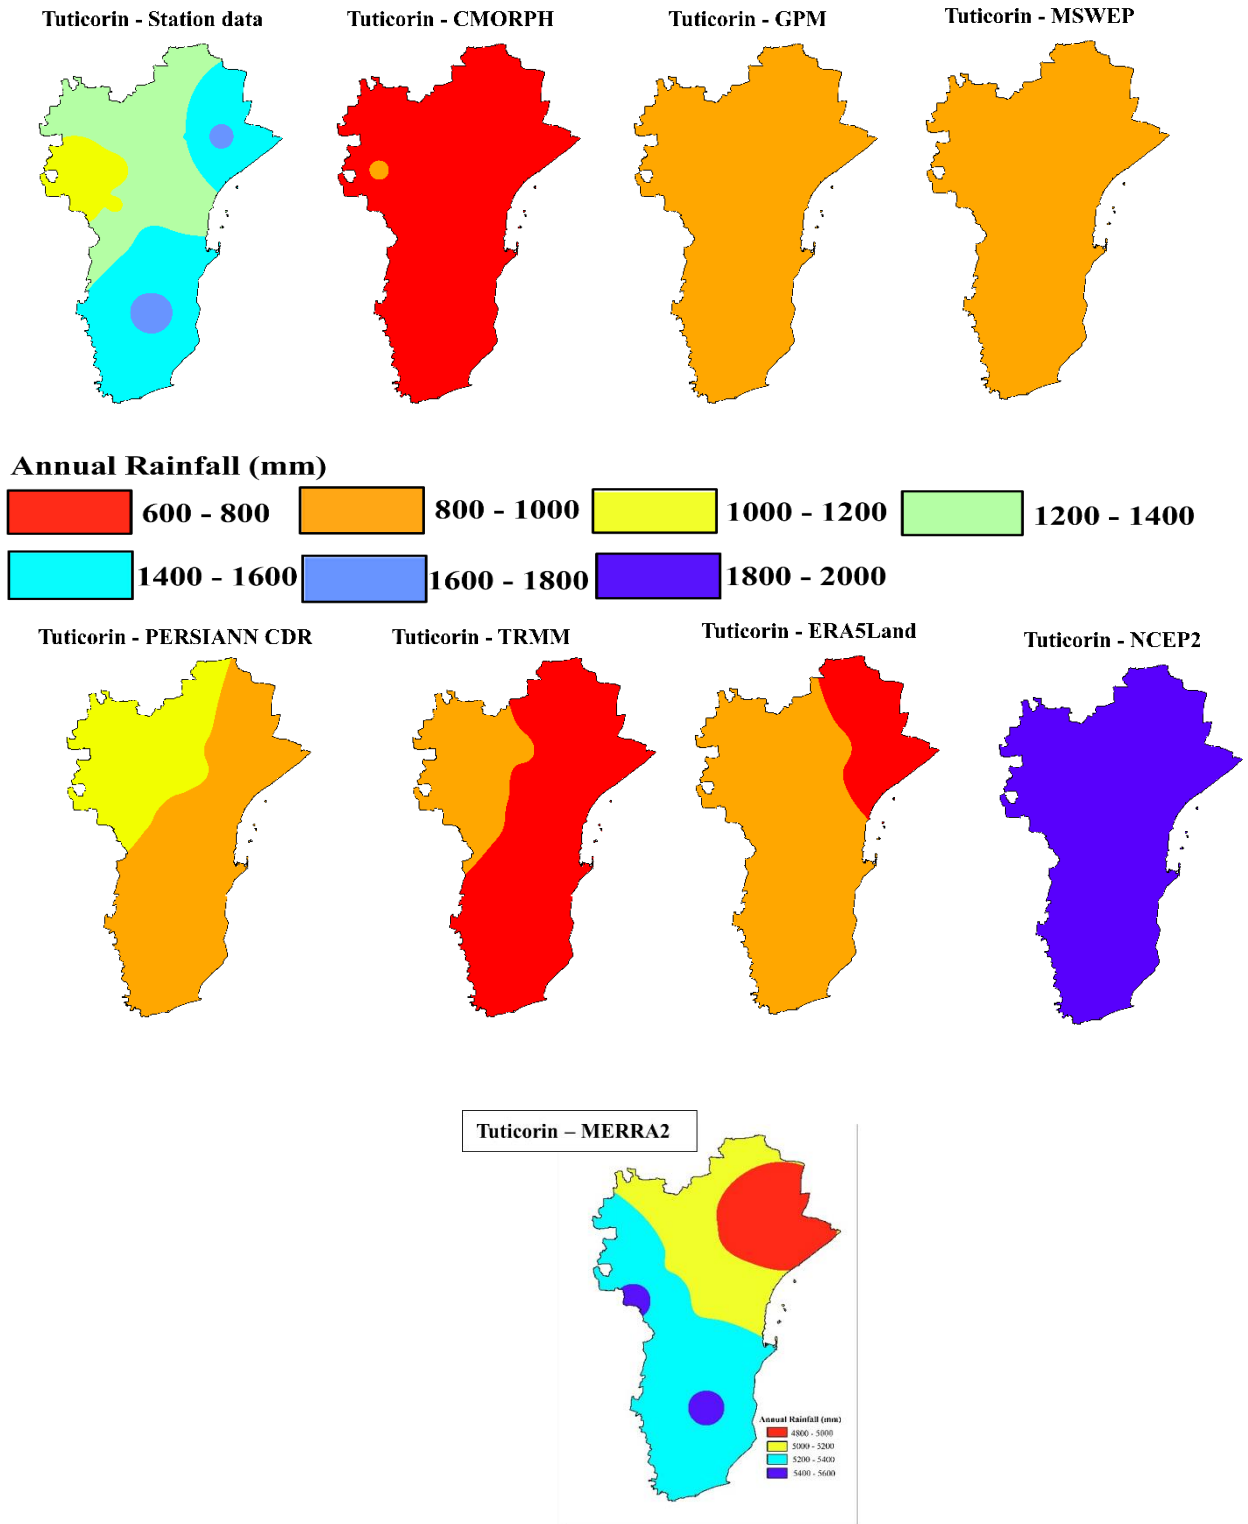 Tuticorin - Station data
Tuticorin - CMORPH
Tuticorin - GPM
Tuticorin - MSWEP
Annual Rainfall (mm)
600 - 800
800 - 1000
1000 - 1200
1200 - 1400
1400 - 1600
1600 - 1800
1800 - 2000
Tuticorin - PERSIANN CDR
Tuticorin - TRMM
Tuticorin - ERA5Land
Tuticorin - NCEP2
Tuticorin – MERRA2
Annual Rainfall (mm)
4800 - 5000
5000 - 5200
5200 - 5400
5400 - 5600